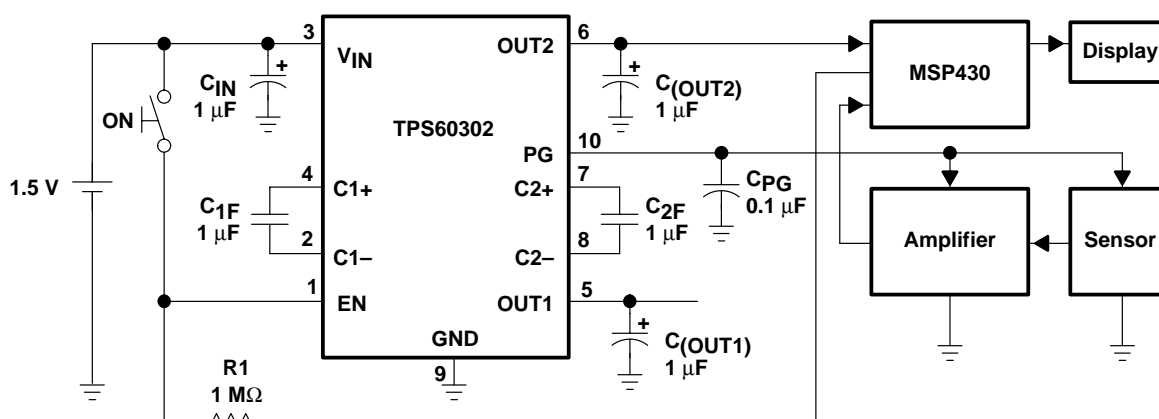 3
VIN
OUT2
6
CIN
1 μF
+
C(OUT2)
1 μF
+
MSP430
Display
ON
TPS60302
PG
10
1.5 V
4
C1+
C1F
1 μF
2
C1–
7
C2+
C2F
1 μF
8
C2–
CPG
0.1 μF
Amplifier
Sensor
1
EN
OUT1
5
GND
9
C(OUT1)
1 μF
+
R1
1 MΩ